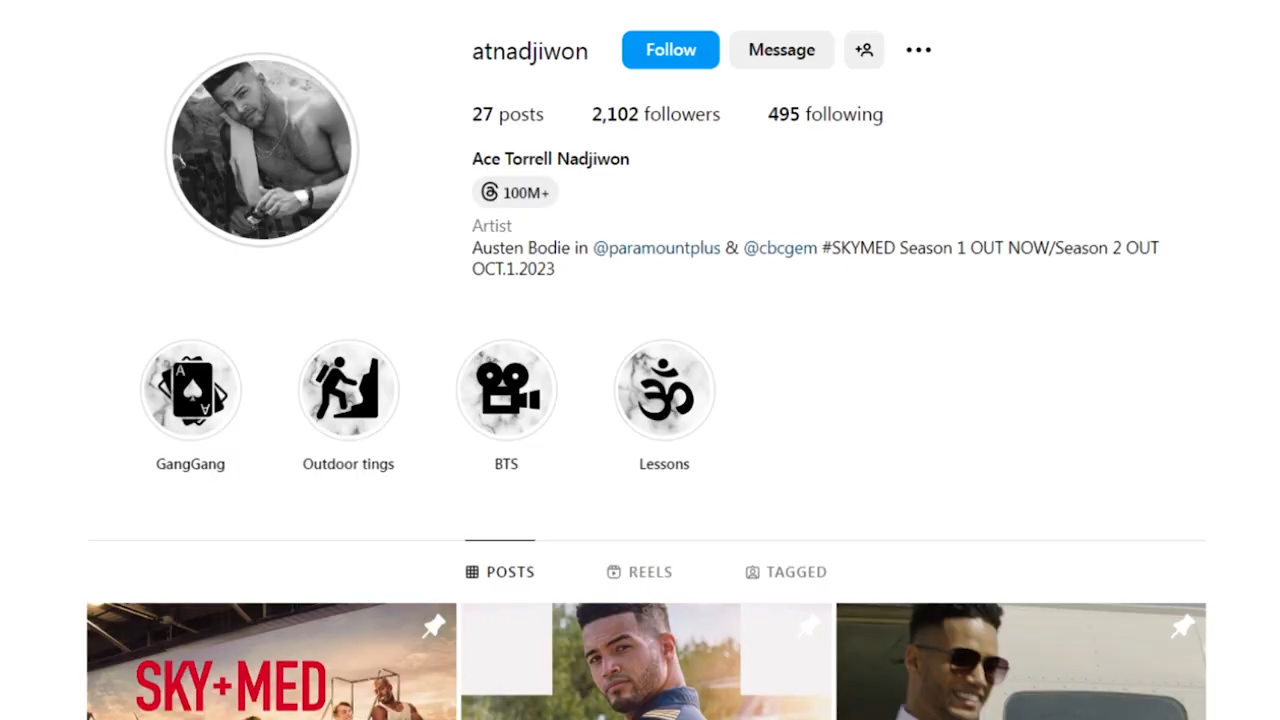 atnadjiwon Follow Message
27 posts 2,102 followers 495 following
Ace Torrell Nadjiwon
100M+
Artist
Austen Bodie in @paramountplus & @cbcgem #SKYMED Season 1 OUT NOW/Season 2 OUT
OCT.1.2023
A
A
GangGang Outdoor tings BTS Lessons
ॐ
POSTS REELS TAGGED
SKY+MED